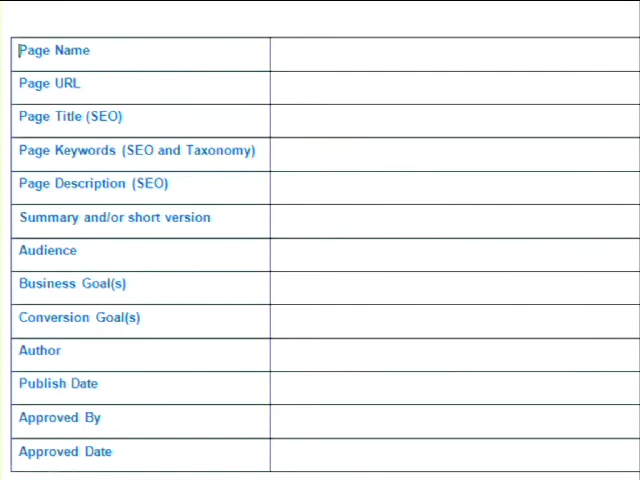 Page Name
Page URL
Page Title (SEO)
Page Keywords (SEO and Taxonomy)
Page Description (SEO)
Summary and/or short version
Audience
Business Goal(s)
Conversion Goal(s)
Author
Publish Date
Approved By
Approved Date